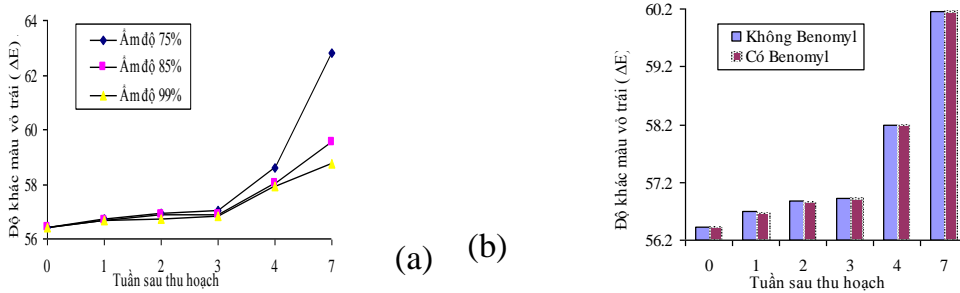 Độ khác màu vỏ trái ( ΔE)
64
62
60
58
56
Ẩm độ 75%
Ẩm độ 85%
Ẩm độ 99%
0 1 2 3 4 7
Tuần sau thu hoạch
(a)
(b)
Độ khác màu vỏ trái ( ΔE)
60.2
59.2
58.2
57.2
56.2
Không Benomyl
Có Benomyl
0 1 2 3 4 7
Tuần sau thu hoạch